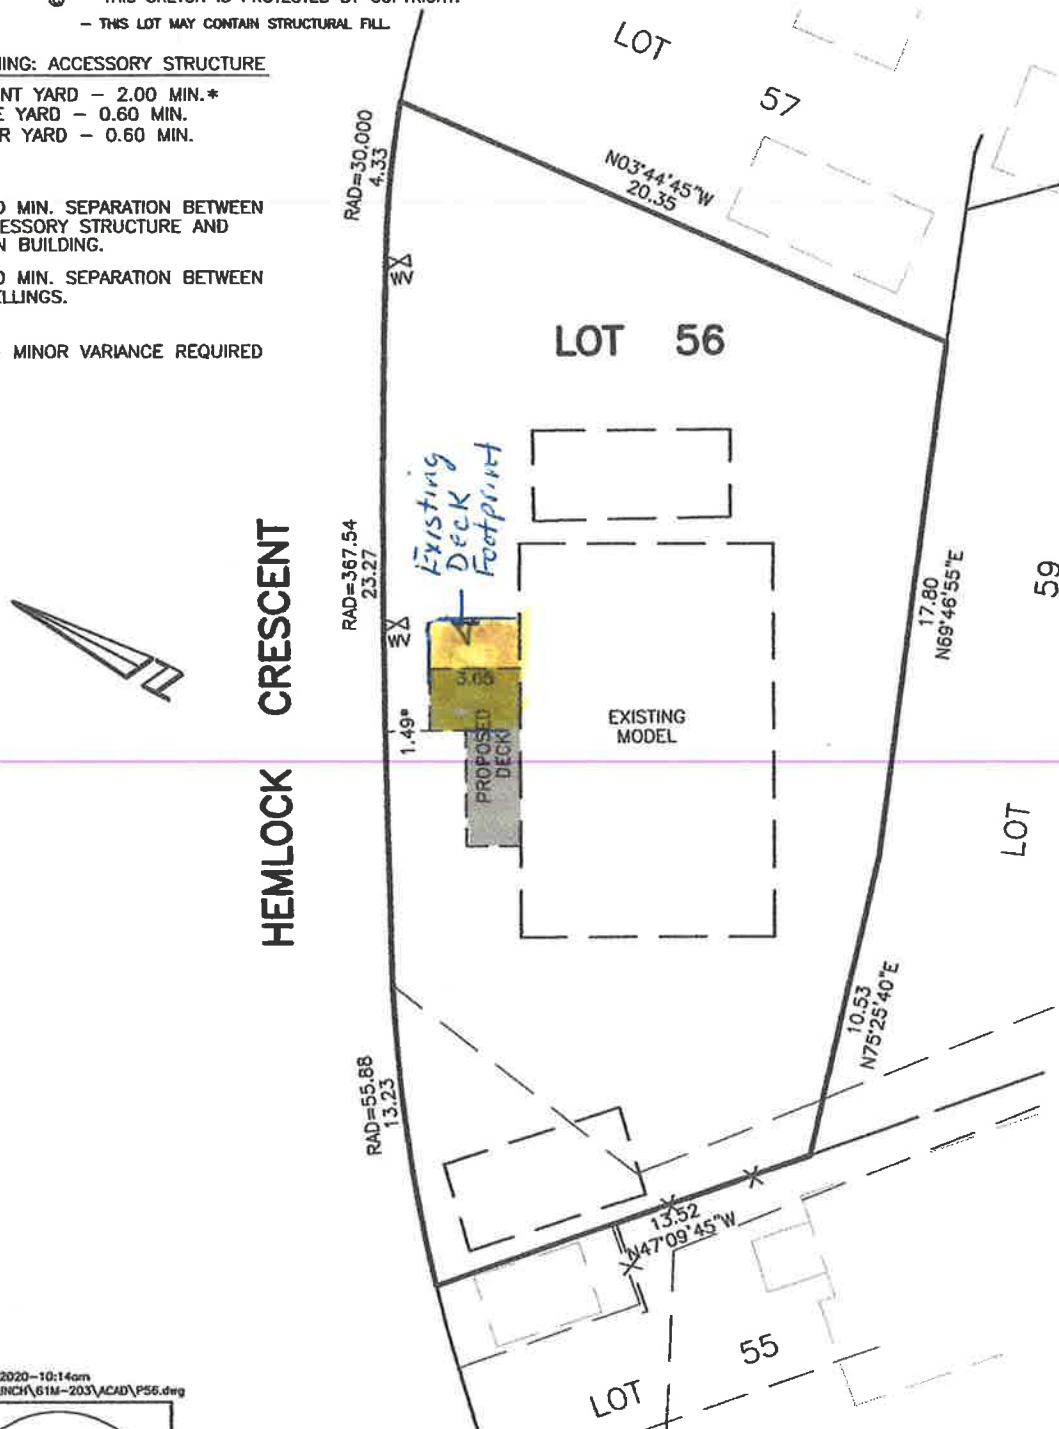 - THIS LOT MAY CONTAIN STRUCTURAL FILL.
ING: ACCESSORY STRUCTURE
NT YARD - 2.00 MIN.*
E YARD - 0.60 MIN.
R YARD - 0.60 MIN.
0 MIN. SEPARATION BETWEEN
ESSORY STRUCTURE AND
N BUILDING.
0 MIN. SEPARATION BETWEEN
ELLINGS.
MINOR VARIANCE REQUIRED
LOT
57
RAD=30.000
4.33
N03°44'45"W
20.35
W
LOT 56
Existing
Deck
Footprint
HEMLOCK CRESCENT
RAD=367.54
23.27
W
3.65
1.49*
PROPOSED
DECK
EXISTING
MODEL
17.80
N69°46'55"E
59
LOT
N
10.53
N75°25'40"E
RAD=55.88
13.23
13.52
N47°09'45"W
55
LOT
2020-10:14am
INCH\61M-203\ACAD\P56.dwg